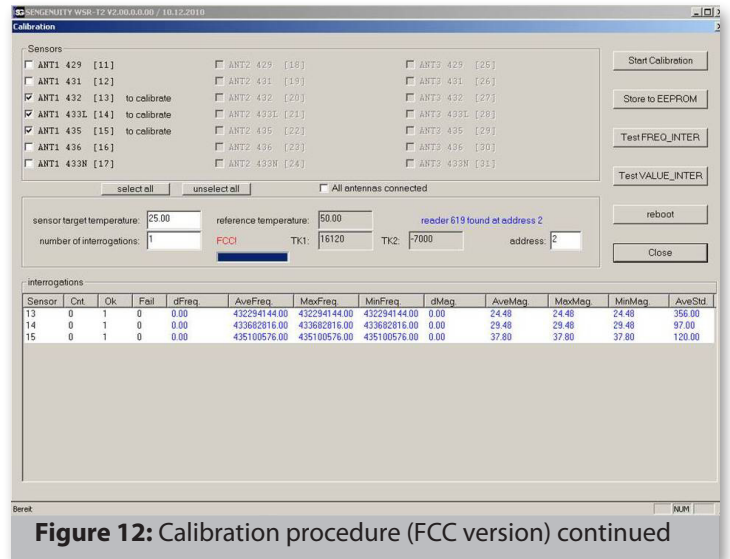 SENGENUITY WSR-T2 V2.00.0.0.00 / 10.12.2010
Calibration
Sensors
ANT1 429 [11] ANT2 429 [18] ANT3 429 [25]
ANT1 431 [12] ANT2 431 [19] ANT3 431 [26]
ANT1 432 [13] to calibrate ANT2 432 [20] ANT3 432 [27]
ANT1 433L [14] to calibrate ANT2 433L [21] ANT3 433L [28]
ANT1 435 [15] to calibrate ANT2 435 [22] ANT3 435 [29]
ANT1 436 [16] ANT2 436 [23] ANT3 436 [30]
ANT1 433N [17] ANT2 433N [24] ANT3 433N [31]
select all unselect all All antennas connected
Start Calibration
Store to EEPROM
Test FREQ_INTER
Test VALUE_INTER
reboot
Close
sensor target temperature: 25.00 reference temperature: 50.00 reader 619 found at address 2
number of interrogations: 1 FCC! TK1: 16120 TK2: -7000 address: 2
interrogations
Sensor Cnt. Ok Fail dFreq. AveFreq. MaxFreq. MinFreq. dMag. AveMag. MaxMag. MinMag. AveStd.
13 0 1 0 0.00 432294144.00 432294144.00 432294144.00 0.00 24.48 24.48 24.48 356.00
14 0 1 0 0.00 433682816.00 433682816.00 433682816.00 0.00 29.48 29.48 29.48 97.00
15 0 1 0 0.00 435100576.00 435100576.00 435100576.00 0.00 37.80 37.80 37.80 120.00
Bereit NUM
Figure 12: Calibration procedure (FCC version) continued